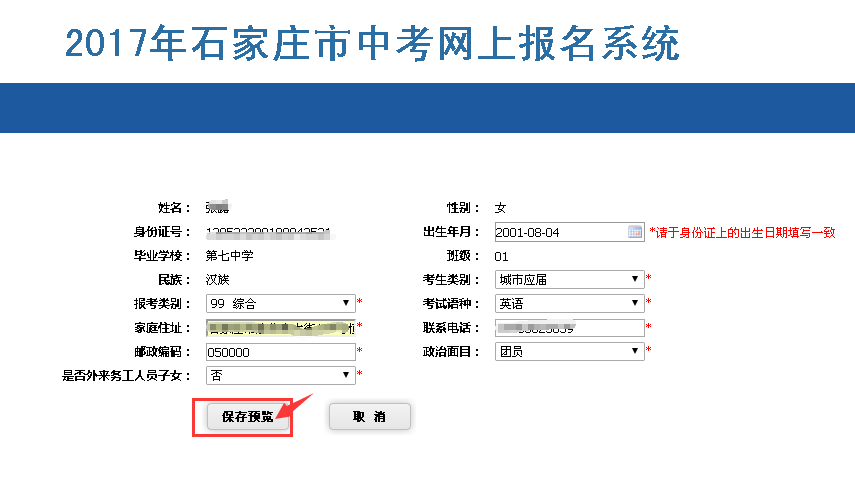 2017年石家庄市中考网上报名系统
姓名： 性别： 女
身份证号： 出生年月： 2001-08-04 *请于身份证上的出生日期填写一致
毕业学校： 第七中学 班级： 01
民族： 汉族 考生类别： 城市应届 *
报考类别： 99 综合 * 考试语种： 英语 *
家庭住址： * 联系电话： *
邮政编码： 050000 * 政治面目： 团员 *
是否外来务工人员子女： 否 *
保存预览 取 消